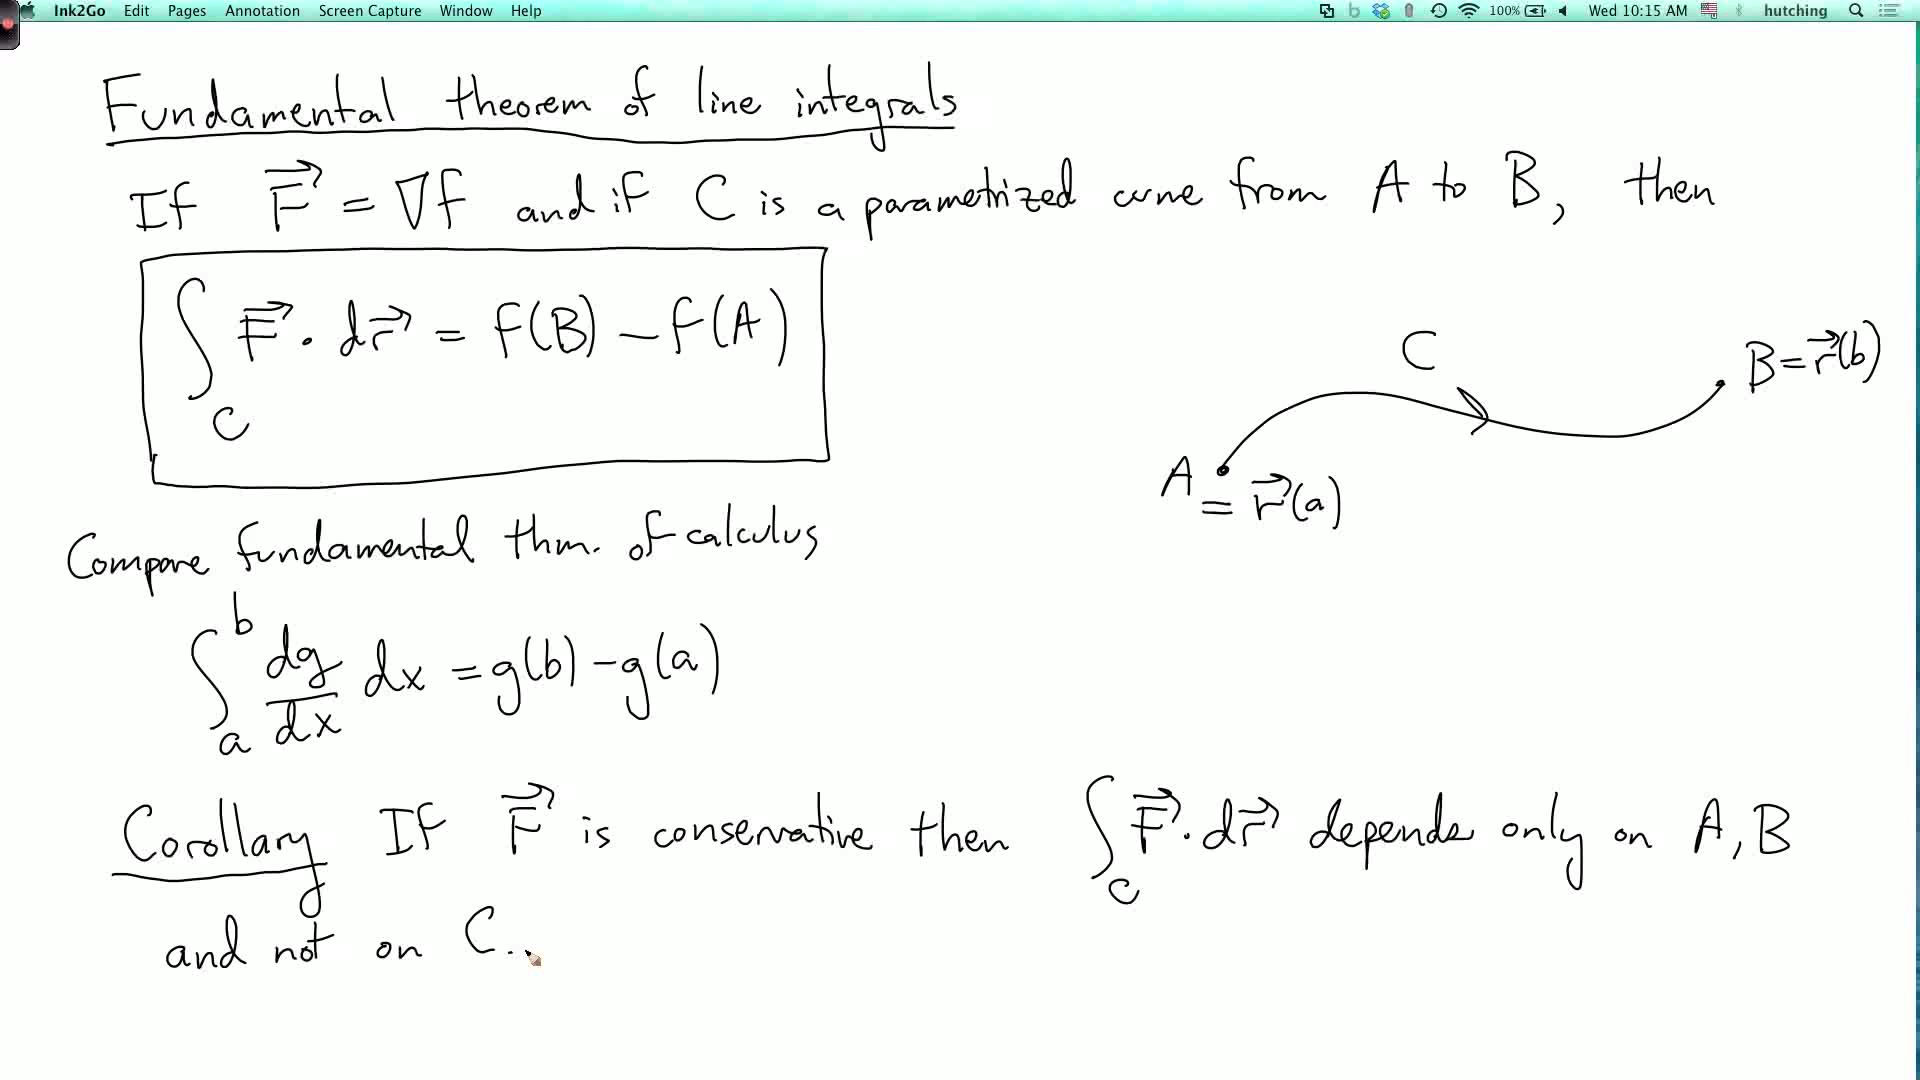 Ink2Go Edit Pages Annotation Screen Capture Window Help 100% Wed 10:15 AM hutching
Fundamental theorem of line integrals
If F⃗ = ∇f and if C is a parametrized curve from A to B, then
∫_C F⃗ · dr⃗ = f(B) − f(A)
C
B = r⃗(b)
A = r⃗(a)
Compare fundamental thm. of calculus
∫_a^b dg/dx dx = g(b) − g(a)
Corollary If F⃗ is conservative then ∫_C F⃗ · dr⃗ depends only on A, B
and not on C.